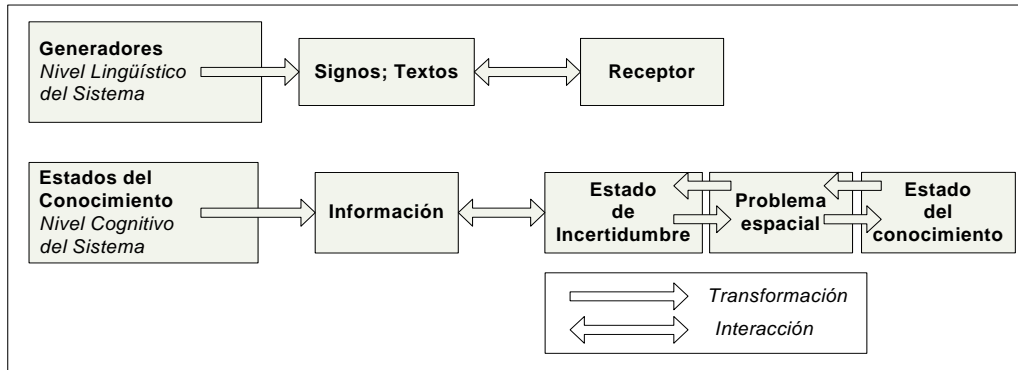 Generadores
Nivel Lingüístico
del Sistema
Signos; Textos
Receptor
Estados del
Conocimiento
Nivel Cognitivo
del Sistema
Información
Estado
de
Incertidumbre
Problema
espacial
Estado
del
conocimiento
Transformación
Interacción